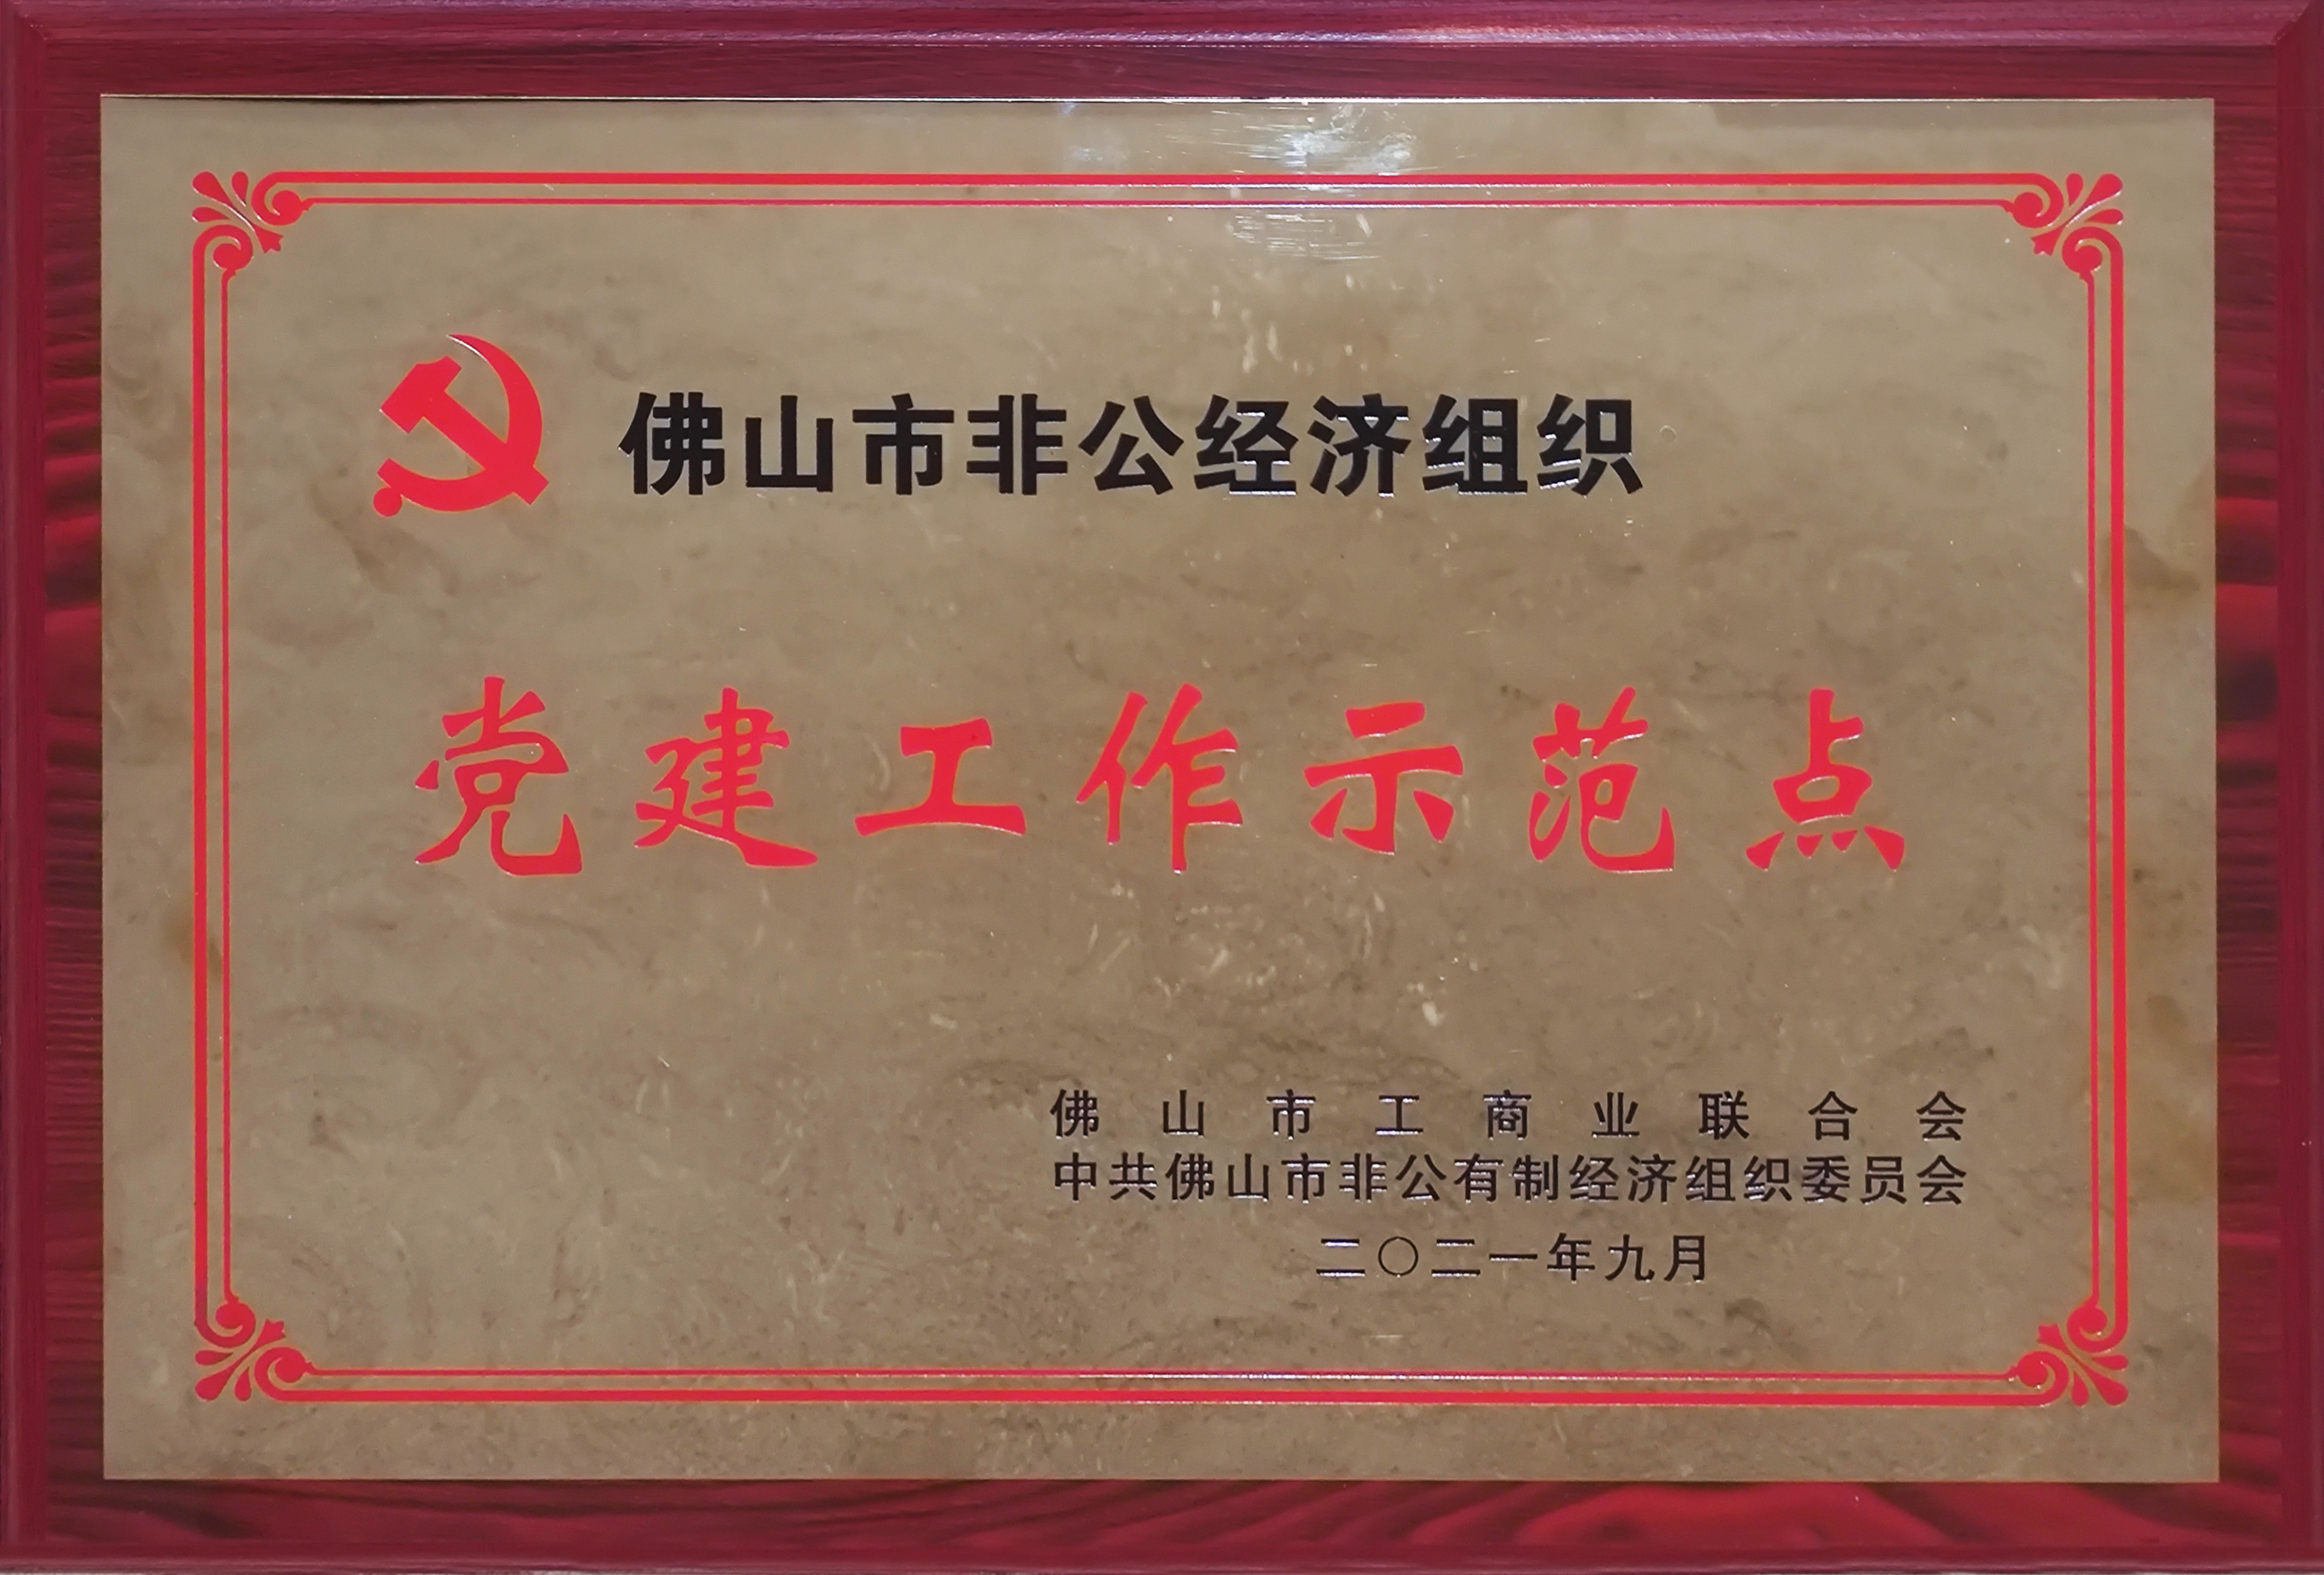 佛山市非公经济组织
党建工作示范点
佛山市工商业联合会
中共佛山市非公有制经济组织委员会
二〇二一年九月